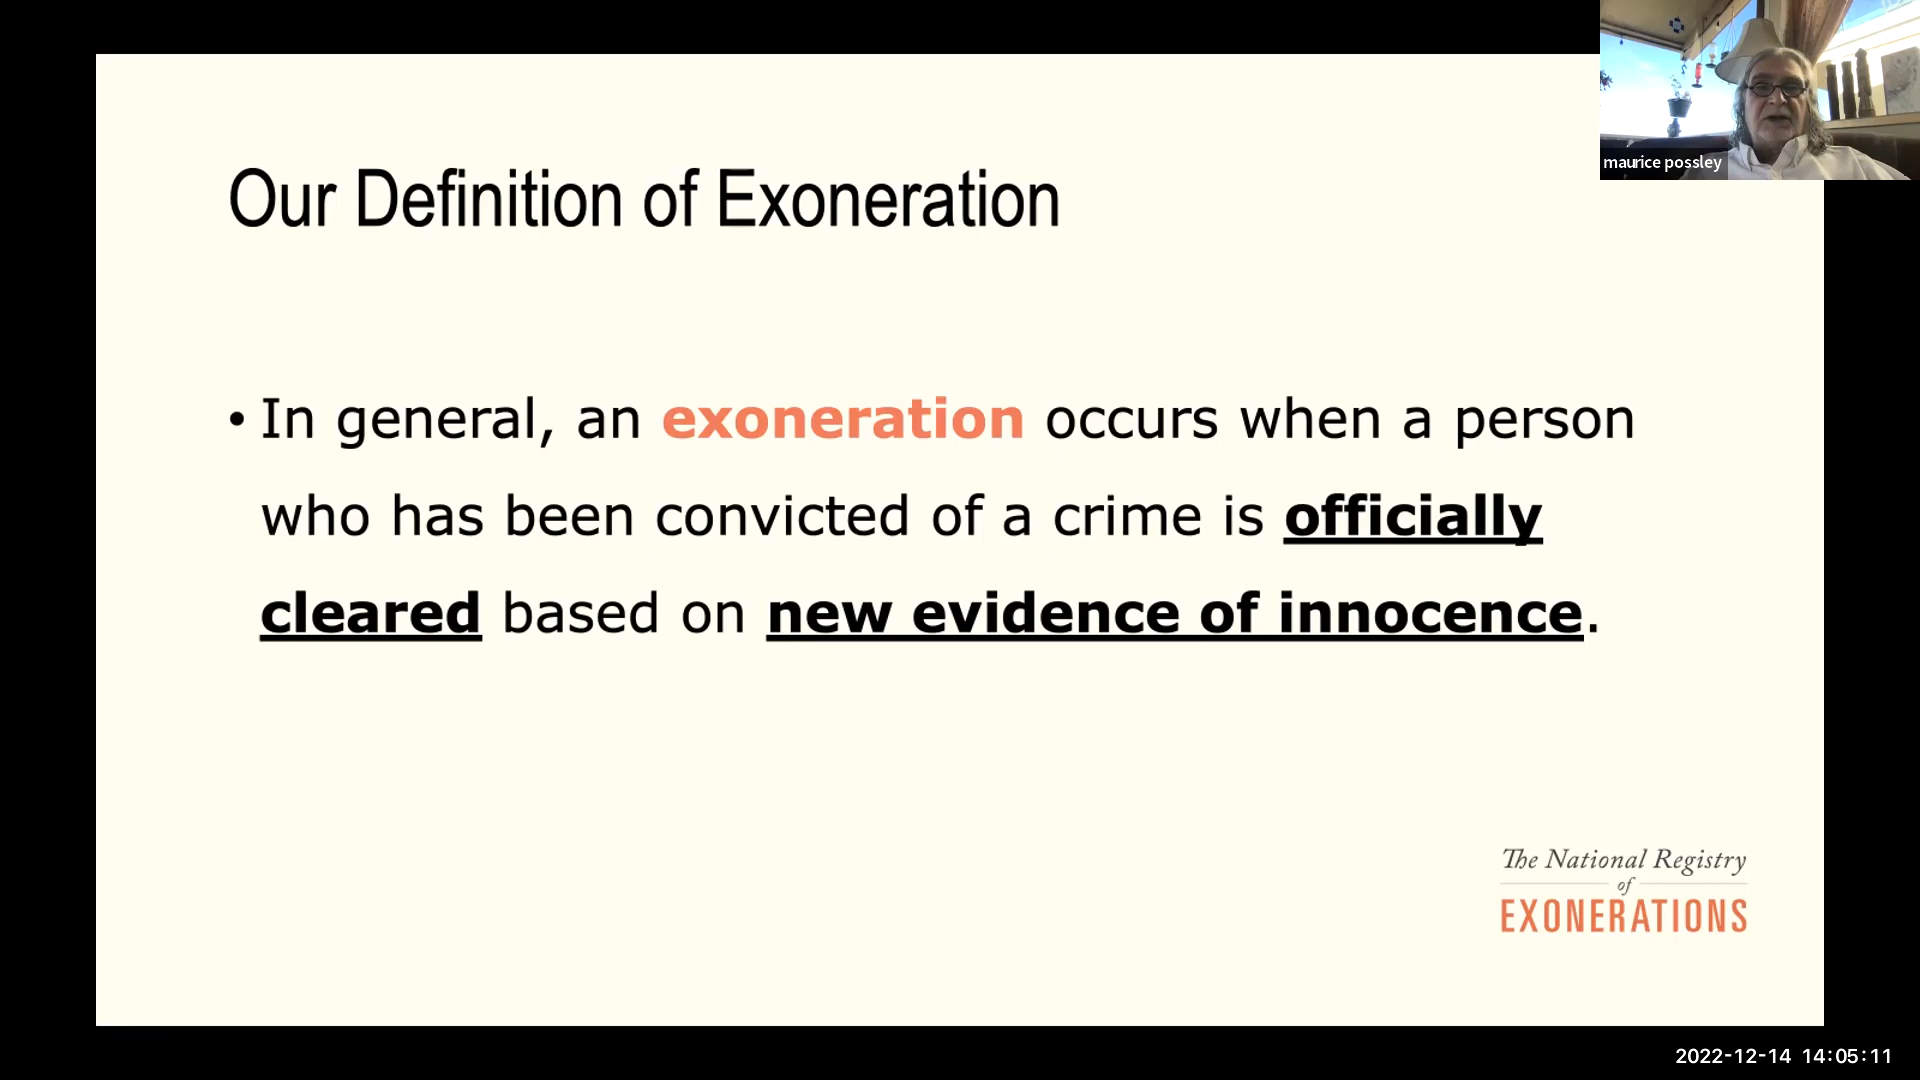 maurice possley
Our Definition of Exoneration
• In general, an exoneration occurs when a person
who has been convicted of a crime is officially
cleared based on new evidence of innocence.
The National Registry
of
EXONERATIONS
2022-12-14 14:05:11